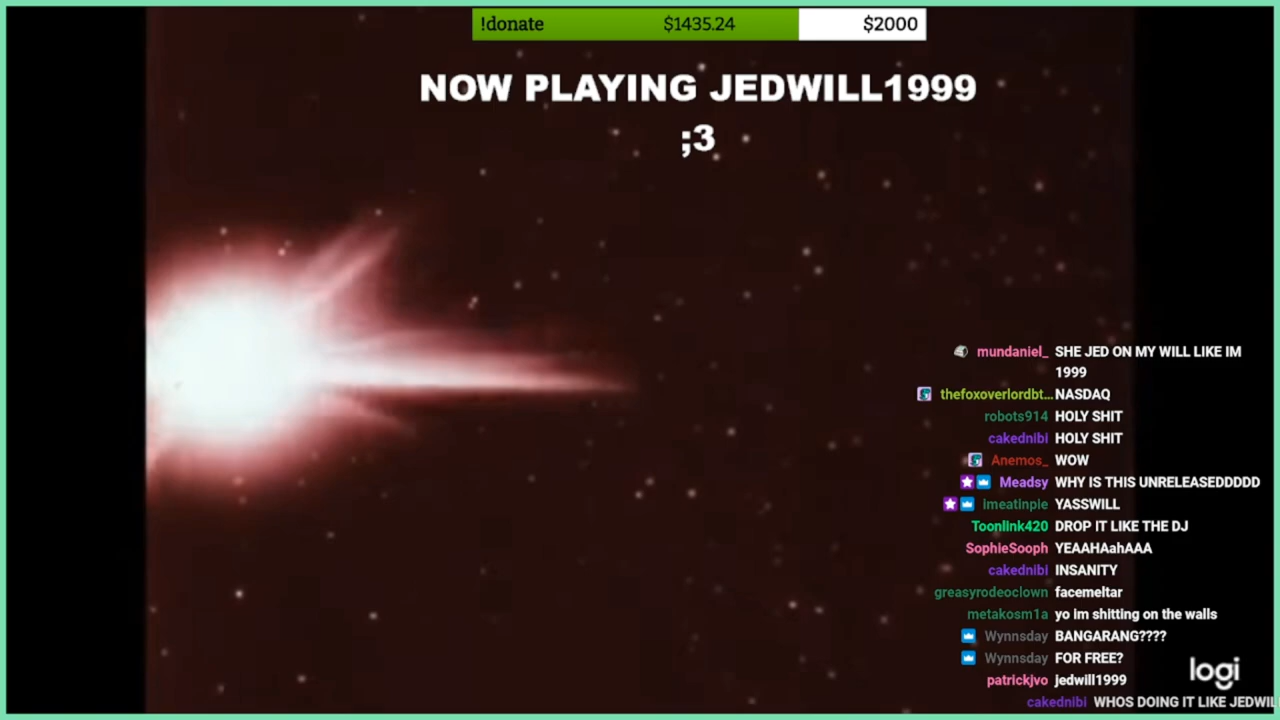 !donate $1435.24 $2000
NOW PLAYING JEDWILL1999
;3
mundaniel_ SHE JED ON MY WILL LIKE IM
1999
thefoxoverlordbt... NASDAQ
robots914 HOLY SHIT
cakednibi HOLY SHIT
Anemos_ WOW
Meadsy WHY IS THIS UNRELEASEDDDDD
imeatinpie YASSWILL
Toonlink420 DROP IT LIKE THE DJ
SophieSooph YEAAHAahAAA
cakednibi INSANITY
greasyrodeoclown facemeltar
metakosm1a yo im shitting on the walls
Wynnsday BANGARANG????
Wynnsday FOR FREE?
patrickjvo jedwill1999
logi
cakednibi WHOS DOING IT LIKE JEDWIL